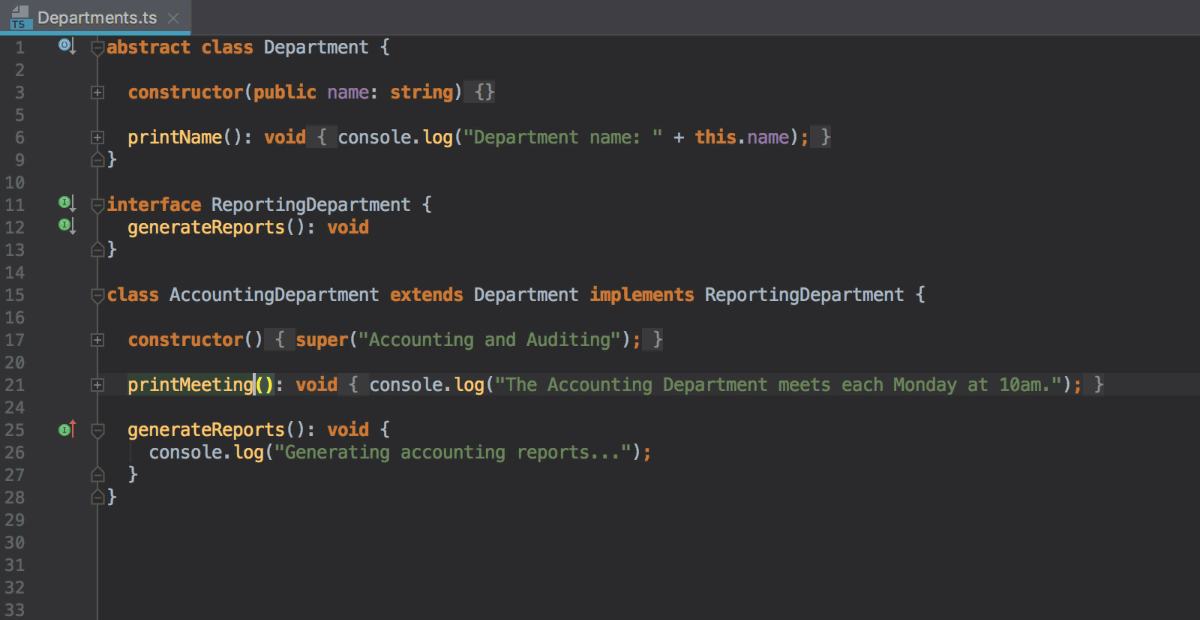 TS Departments.ts
1 abstract class Department {
2
3 constructor(public name: string) {}
5
6 printName(): void { console.log("Department name: " + this.name); }
9 }
10
11 interface ReportingDepartment {
12 generateReports(): void
13 }
14
15 class AccountingDepartment extends Department implements ReportingDepartment {
16
17 constructor() { super("Accounting and Auditing"); }
20
21 printMeeting(): void { console.log("The Accounting Department meets each Monday at 10am."); }
24
25 generateReports(): void {
26 console.log("Generating accounting reports...");
27 }
28 }
29
30
31
32
33